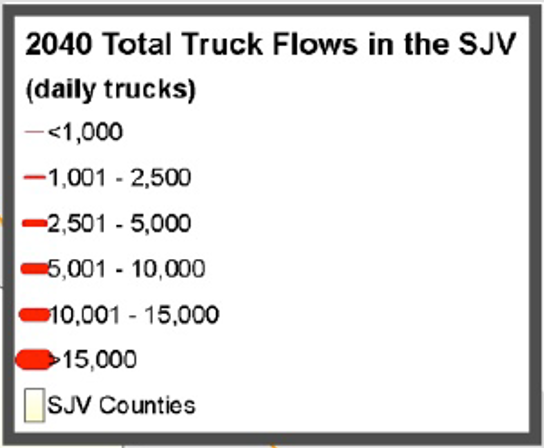 2040 Total Truck Flows in the SJV
(daily trucks)
<1,000
1,001 - 2,500
2,501 - 5,000
5,001 - 10,000
10,001 - 15,000
>15,000
SJV Counties